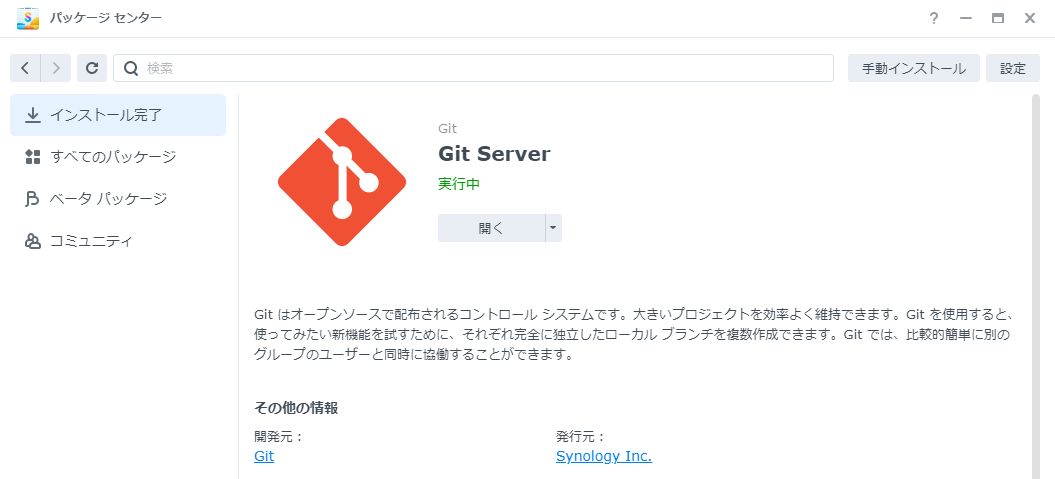 パッケージ センター
検索
手動インストール
設定
インストール完了
すべてのパッケージ
ベータ パッケージ
コミュニティ
Git
Git Server
実行中
開く
Git はオープンソースで配布されるコントロール システムです。大きいプロジェクトを効率よく維持できます。Git を使用すると、
使ってみたい新機能を試すために、それぞれ完全に独立したローカル ブランチを複数作成できます。Git では、比較的簡単に別の
グループのユーザーと同時に協働することができます。
その他の情報
開発元：
発行元：
Git
Synology Inc.